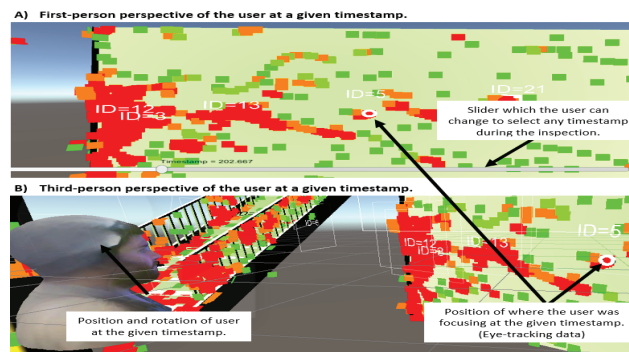 A) First-person perspective of the user at a given timestamp.
ID=5
ID=21
ID=12
ID=13
ID=3
Slider which the user can
change to select any timestamp
during the inspection.
Timestamp = 202.667
B) Third-person perspective of the user at a given timestamp.
ID=5
ID=12
ID=13
Position and rotation of user
at the given timestamp.
Position of where the user was
focusing at the given timestamp.
(Eye-tracking data)